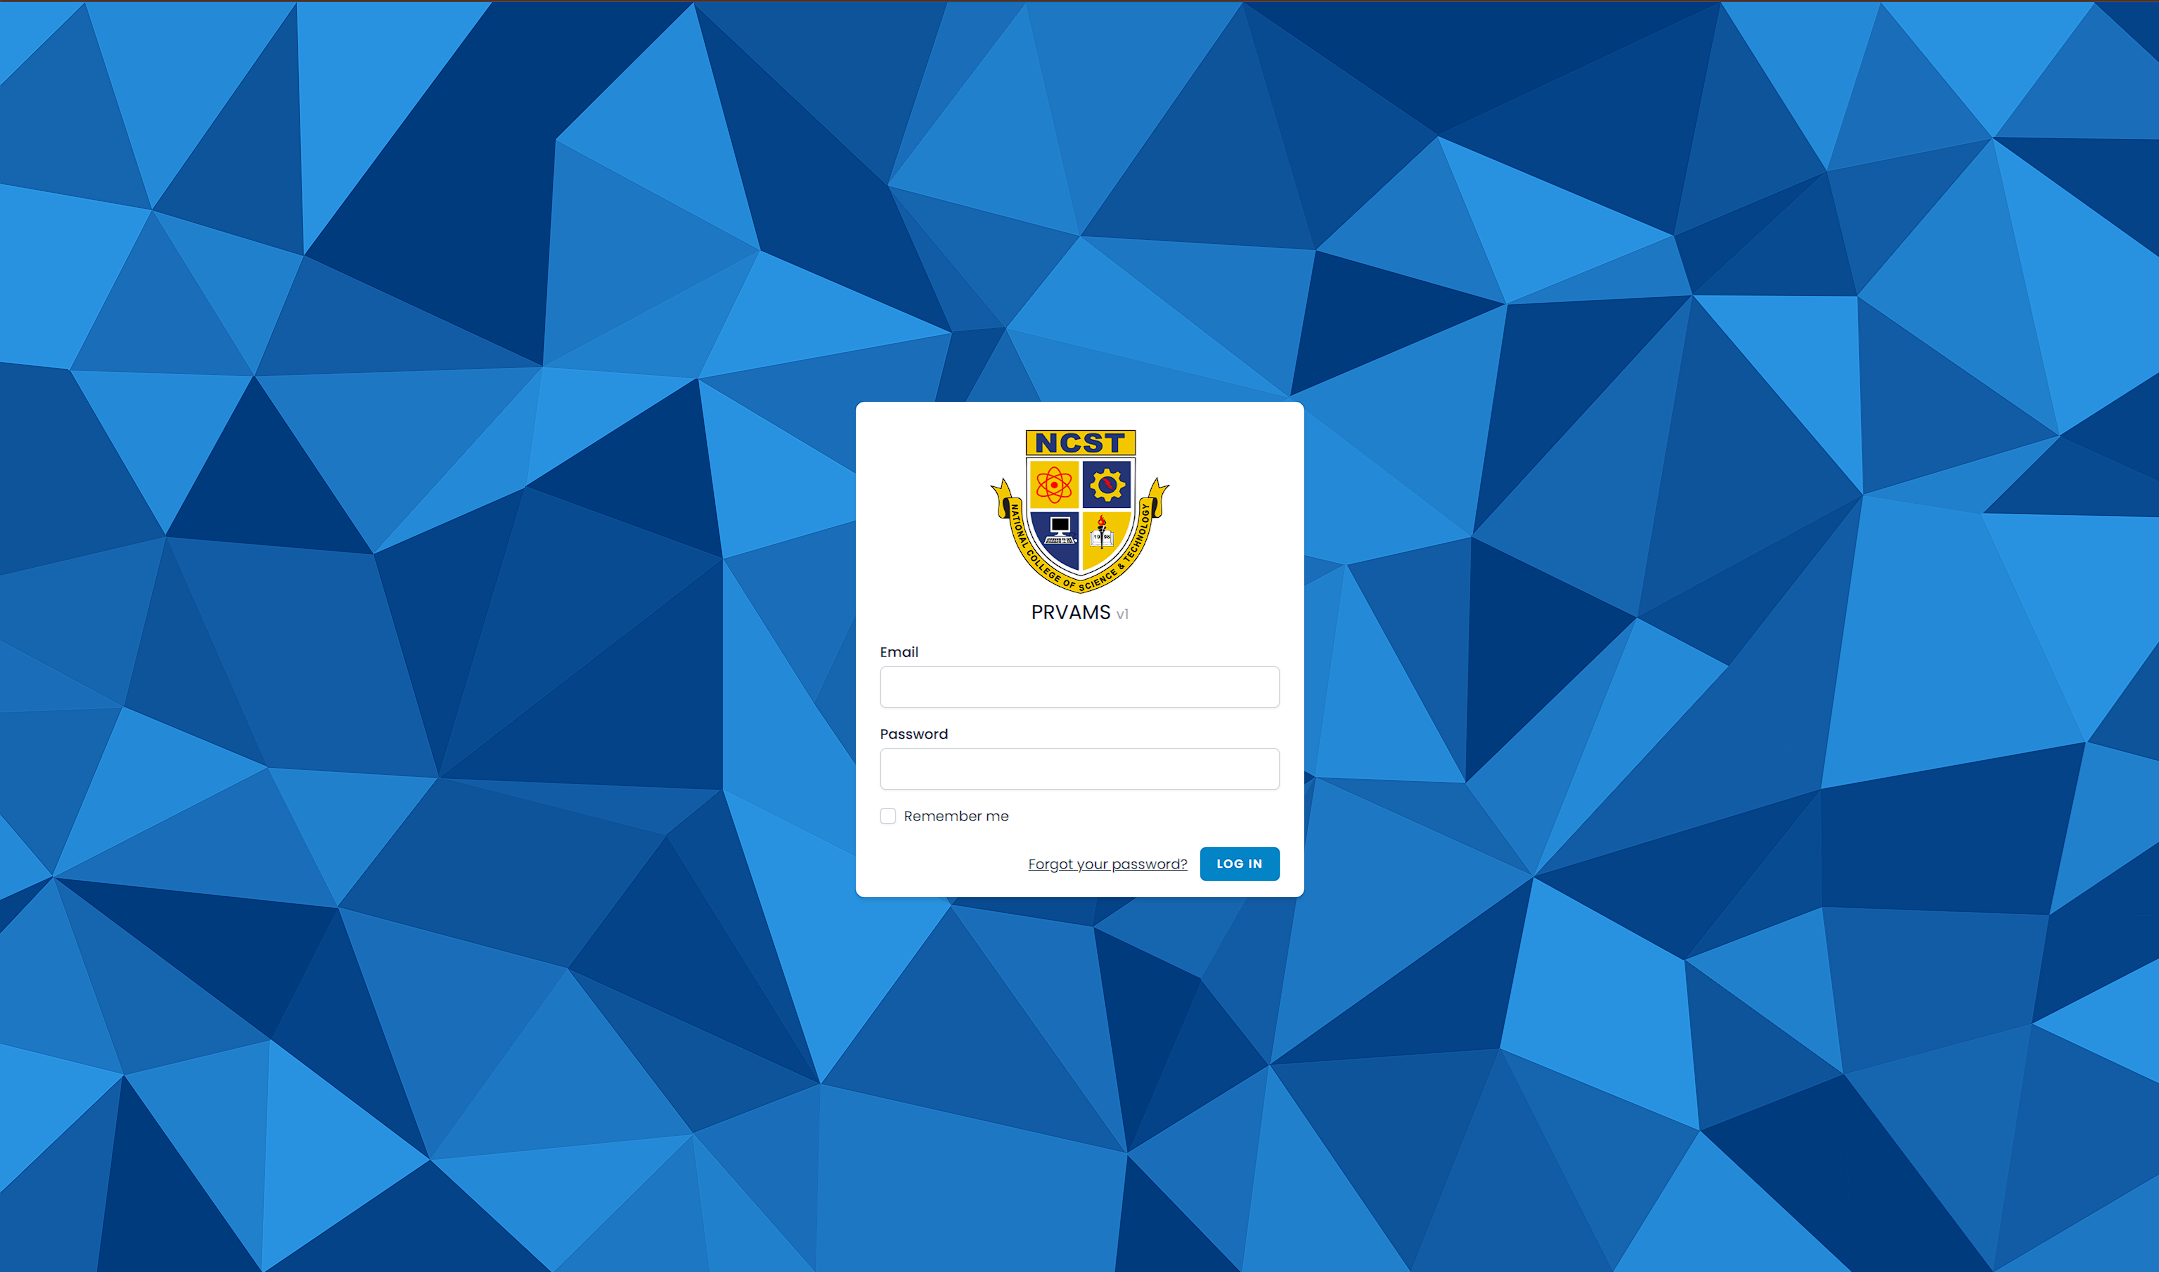 NCST
NATIONAL COLLEGE OF SCIENCE & TECHNOLOGY
1998
PRVAMS v1
Email
Password
Remember me
Forgot your password?
LOG IN